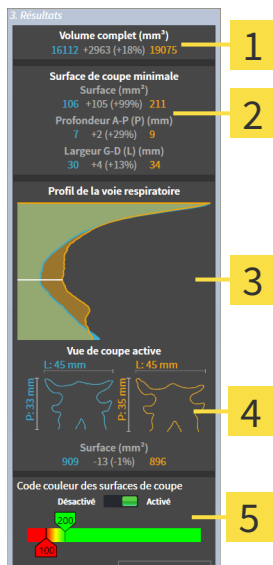 3. Résultats
Volume complet (mm³)
16112 +2963 (+18%) 19075
1
Surface de coupe minimale
Surface (mm²)
106 +105 (+99%) 211
2
Profondeur A-P (P) (mm)
7 +2 (+29%) 9
Largeur G-D (L) (mm)
30 +4 (+13%) 34
Profil de la voie respiratoire
3
Vue de coupe active
L: 45 mm L: 45 mm
P: 33 mm P: 35 mm
4
Surface (mm²)
909 -13 (-1%) 896
Code couleur des surfaces de coupe
Désactivé Activé
5
200
100